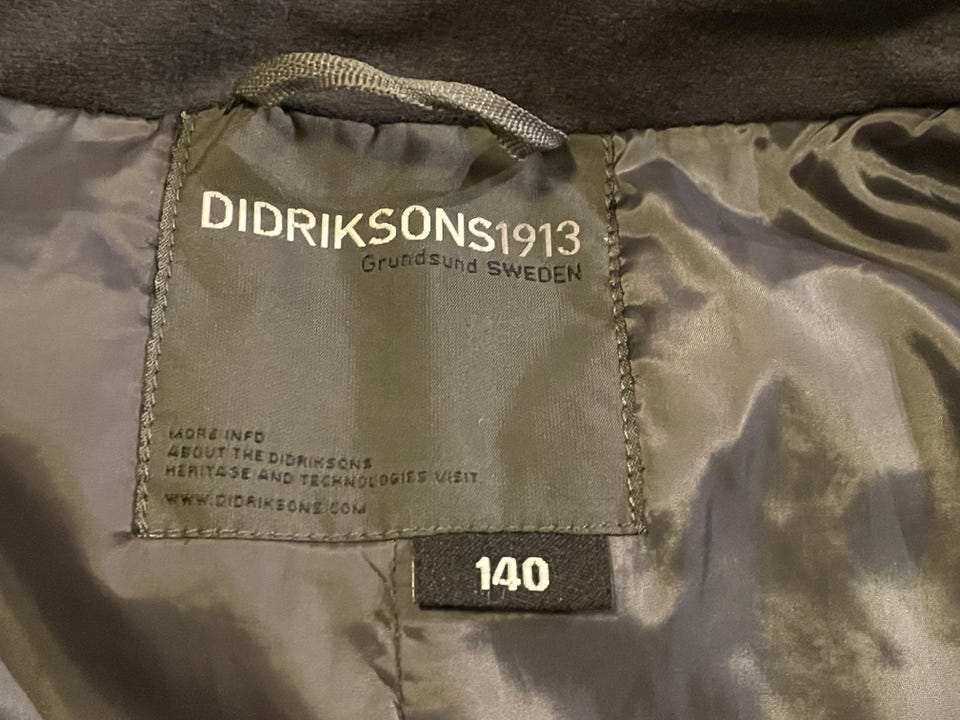 DIDRIKSONS1913
Grundsund SWEDEN
MORE INFO
ABOUT THE DIDRIKSONS
HERITAGE AND TECHNOLOGIES VISIT
WWW.DIDRIKSONS.COM
140